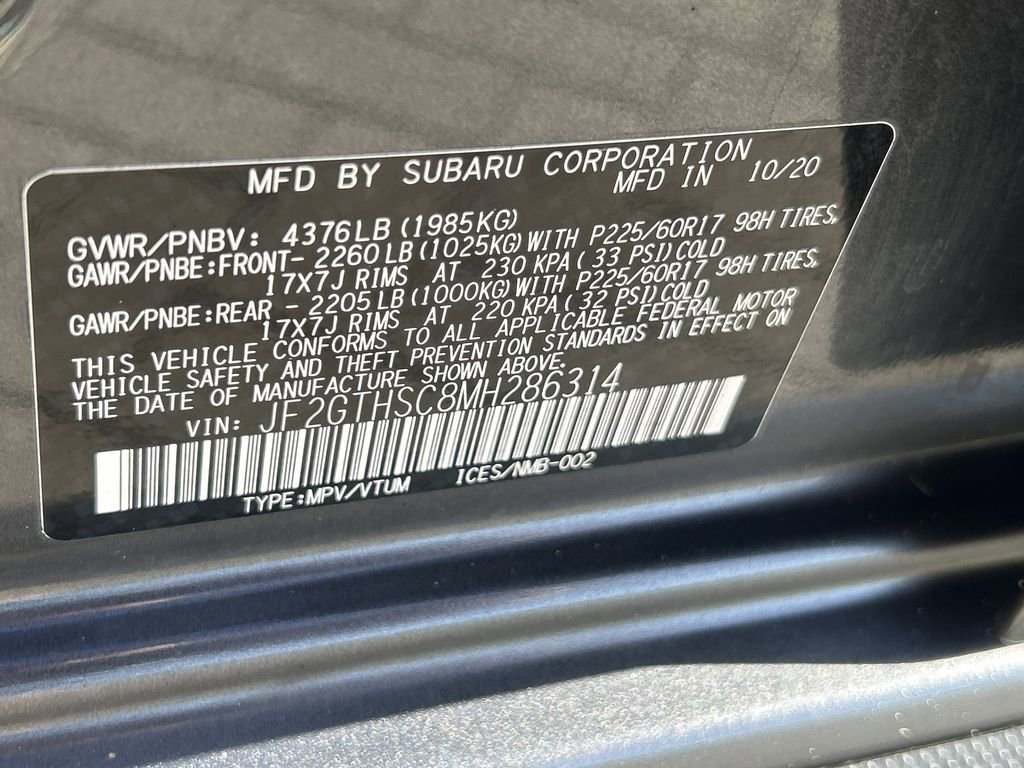 MFD BY SUBARU CORPORATION
MFD IN 10/20
GVWR/PNBV: 4376LB(1985KG)
GAWR/PNBE:FRONT- 2260LB(1025KG)WITH P225/60R17 98H TIRES,
17X7J RIMS AT 230 KPA( 33 PSI)COLD
GAWR/PNBE:REAR - 2205LB(1000KG)WITH P225/60R17 98H TIRES,
17X7J RIMS AT 220 KPA( 32 PSI)COLD
THIS VEHICLE CONFORMS TO ALL APPLICABLE FEDERAL MOTOR
VEHICLE SAFETY AND THEFT PREVENTION STANDARDS IN EFFECT ON
THE DATE OF MANUFACTURE SHOWN ABOVE.
VIN: JF2GTHSC8MH286314
TYPE:MPV/VTUM ICES/NMB-002